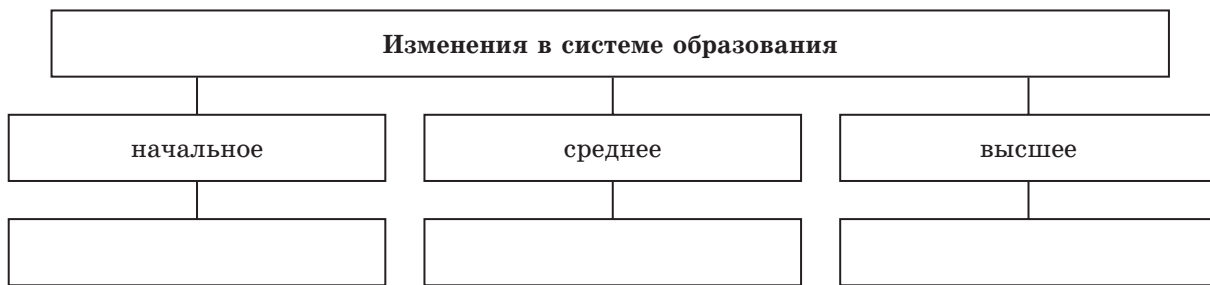 Изменения в системе образования
начальное
среднее
высшее